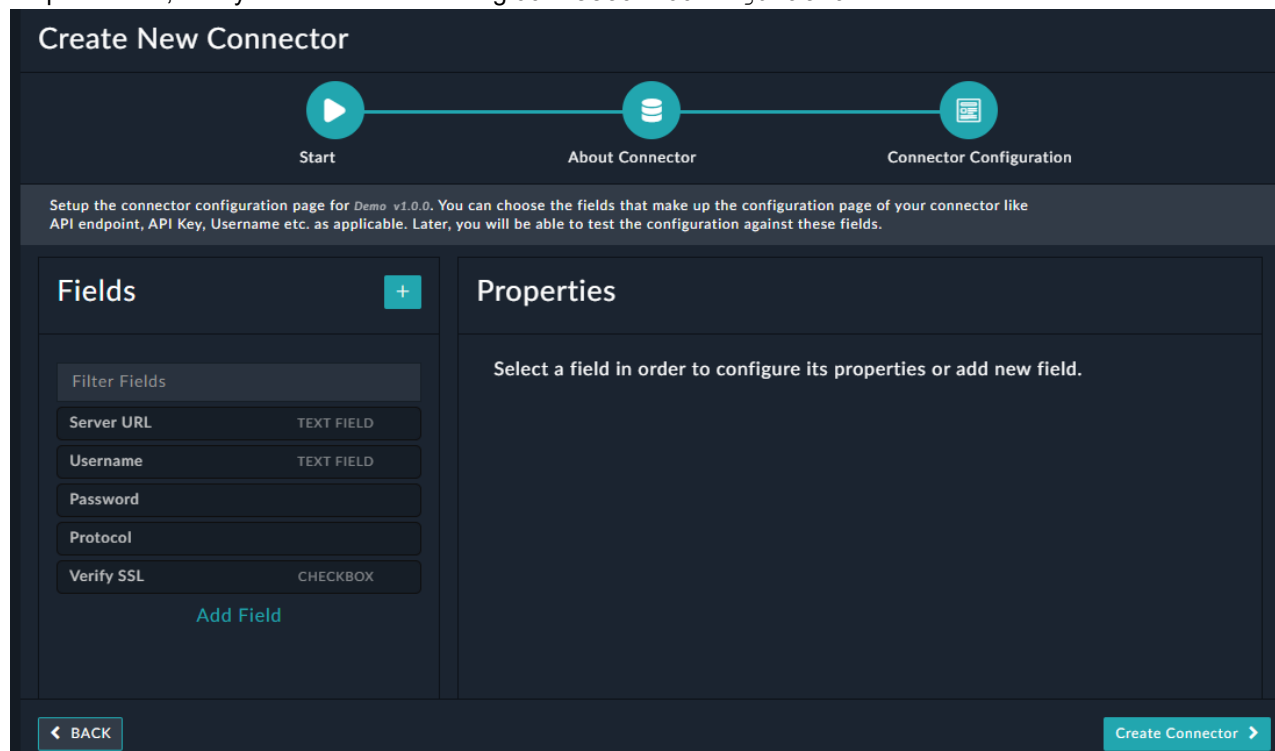 Create New Connector
Start
About Connector
Connector Configuration
Setup the connector configuration page for Demo v1.0.0. You can choose the fields that make up the configuration page of your connector like
API endpoint, API Key, Username etc. as applicable. Later, you will be able to test the configuration against these fields.
Fields
+
Properties
Filter Fields
Select a field in order to configure its properties or add new field.
Server URL TEXT FIELD
Username TEXT FIELD
Password
Protocol
Verify SSL CHECKBOX
Add Field
BACK
Create Connector